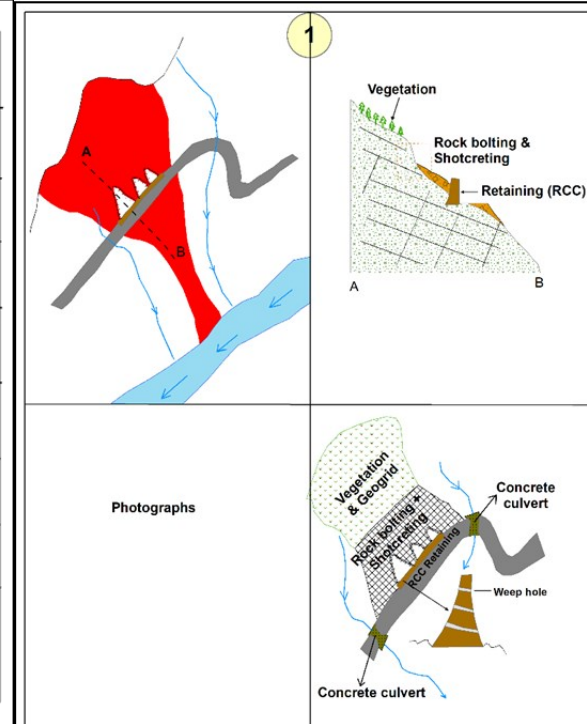 1
A
B
Vegetation
Rock bolting &
Shotcreting
Retaining (RCC)
A
B
Photographs
Vegetation
& Geogrid
Rock bolting +
Shotcreting
RCC Retaining
Concrete
culvert
Weep hole
Concrete culvert